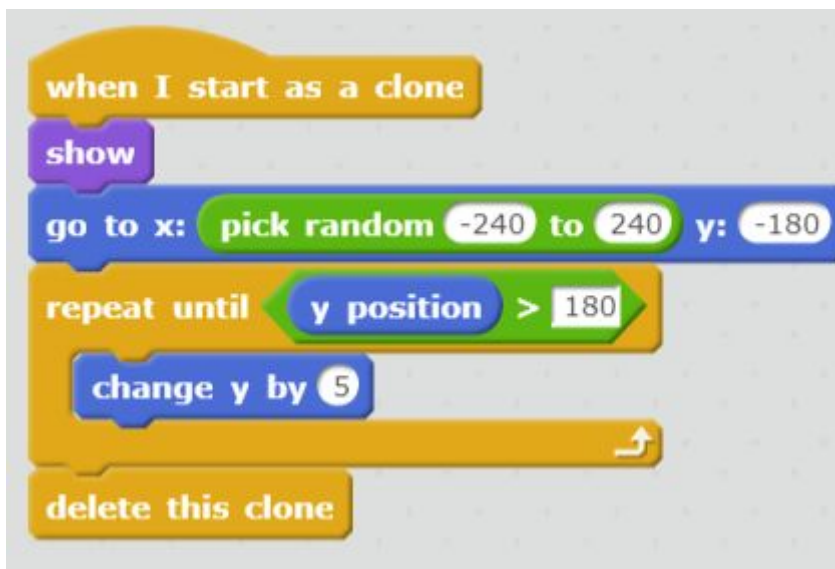 when I start as a clone
show
go to x: pick random -240 to 240 y: -180
repeat until y position > 180
change y by 5
delete this clone